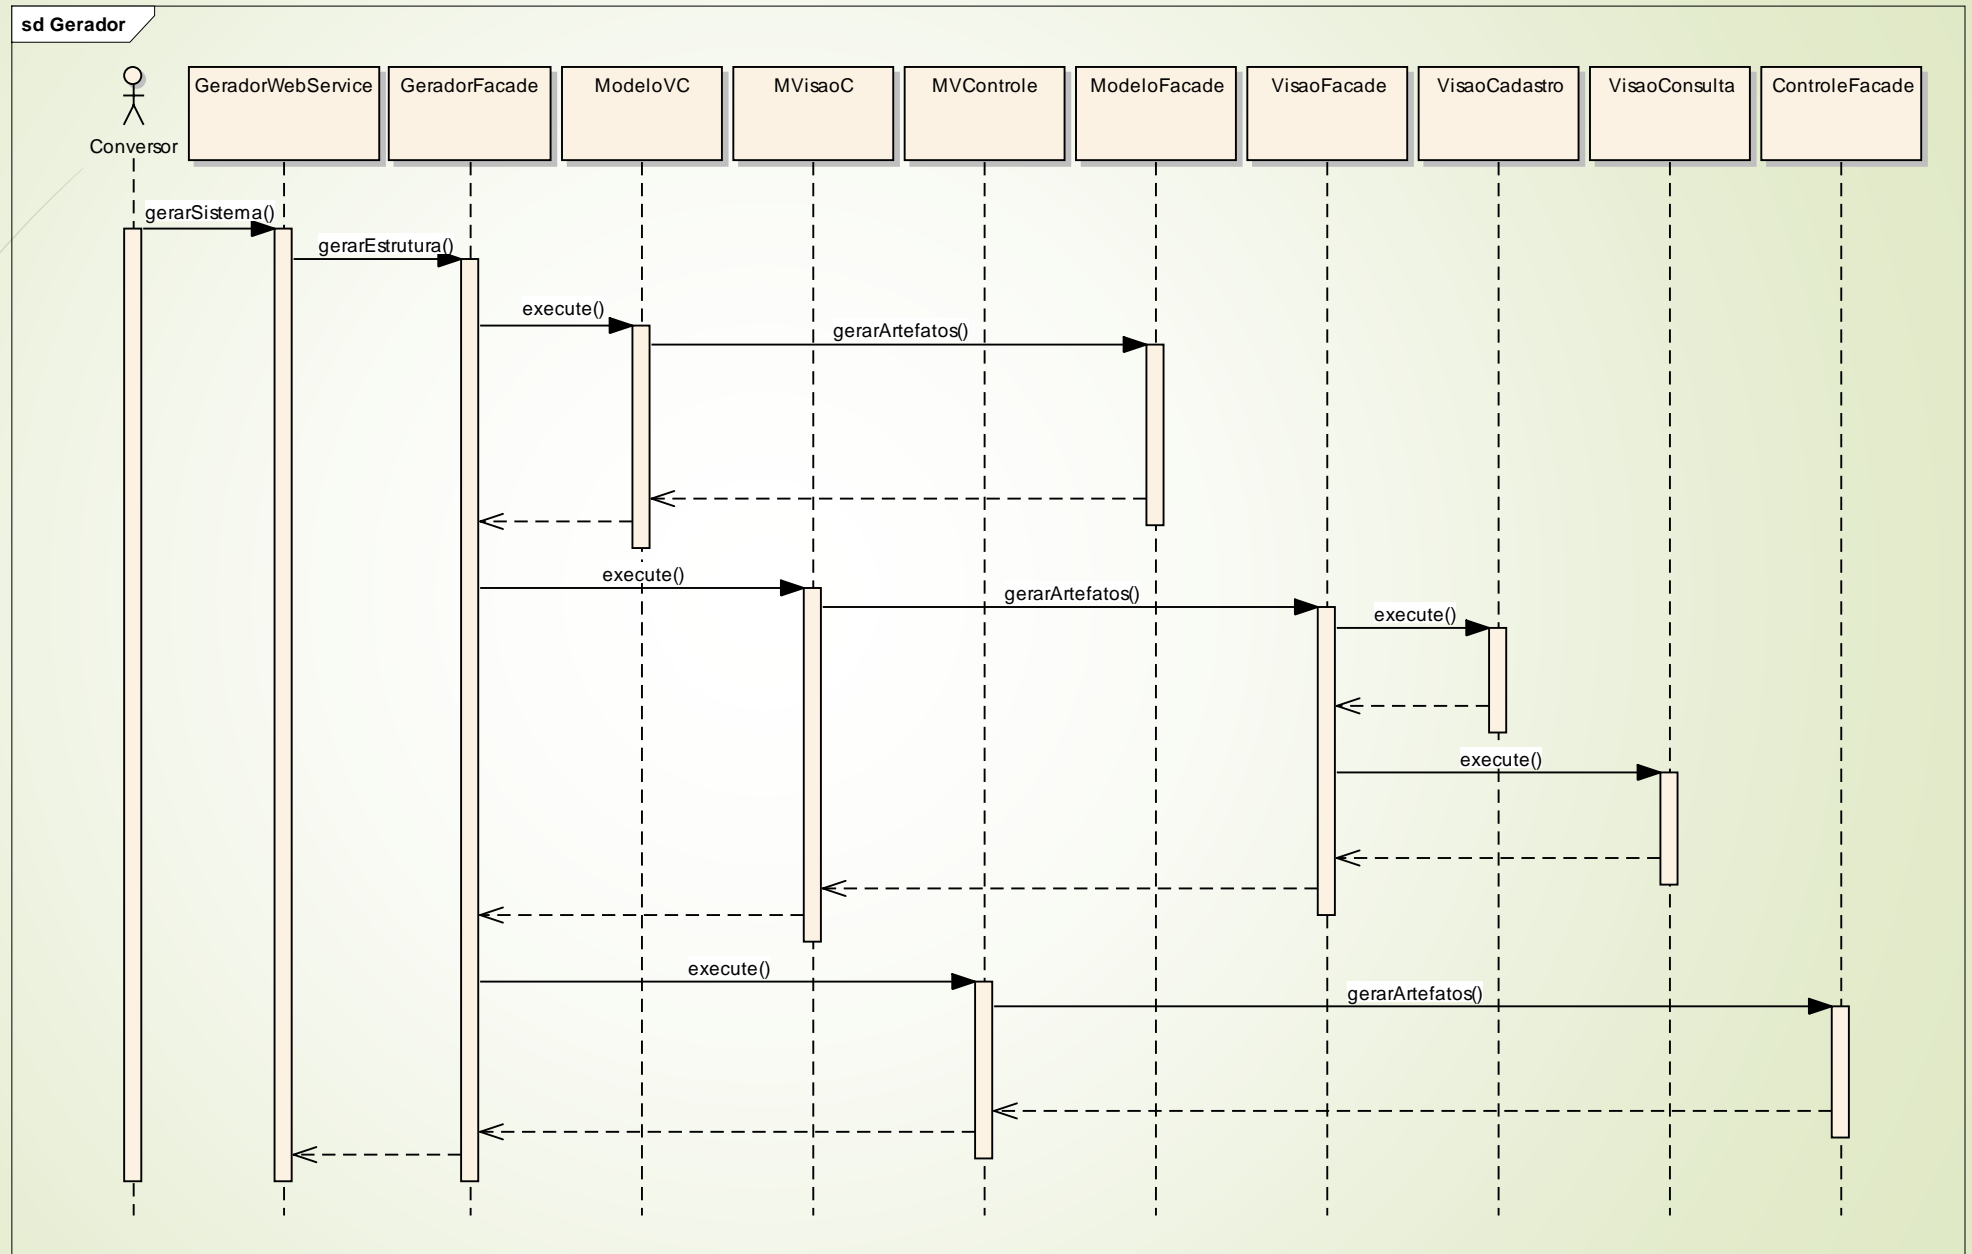 sd Gerador
GeradorWebService
GeradorFacade
ModeloVC
MVisaoC
MVControle
ModeloFacade
VisaoFacade
VisaoCadastro
VisaoConsulta
ControleFacade
Conversor
gerarSistema()
gerarEstrutura()
execute()
gerarArtefatos()
execute()
gerarArtefatos()
execute()
execute()
execute()
gerarArtefatos()